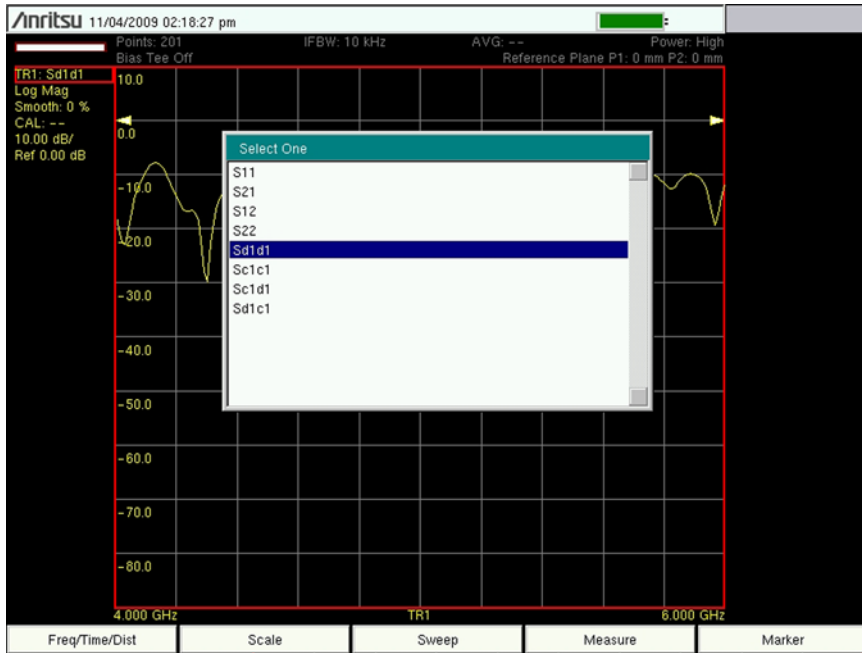 /Inritsu 11/04/2009 02:18:27 pm
Points: 201 IFBW: 10 kHz AVG: -- Power: High
Bias Tee Off Reference Plane P1: 0 mm P2: 0 mm
TR1: Sd1d1
Log Mag
Smooth: 0 %
CAL: --
10.00 dB/
Ref 0.00 dB
10.0
0.0
-10.0
-20.0
-30.0
-40.0
-50.0
-60.0
-70.0
-80.0
Select One
S11
S21
S12
S22
Sd1d1
Sc1c1
Sc1d1
Sd1c1
4.000 GHz TR1 6.000 GHz
Freq/Time/Dist Scale Sweep Measure Marker